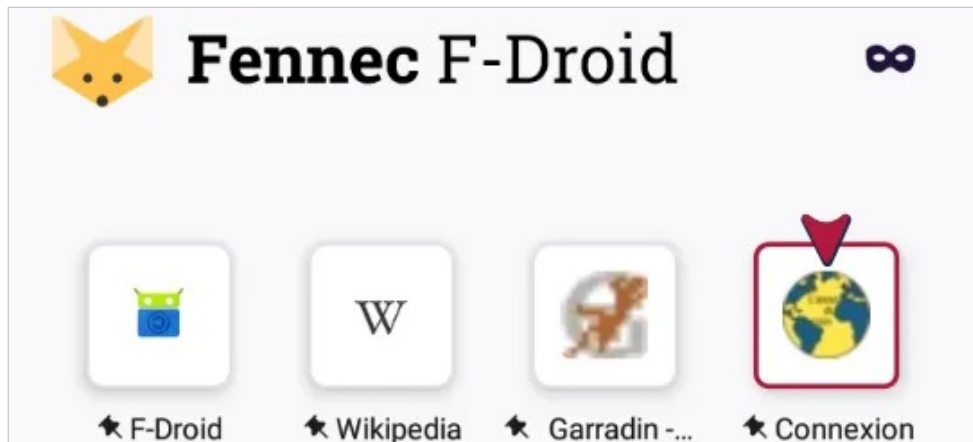 Fennec F-Droid
W
F-Droid
Wikipedia
Garradin -...
Connexion